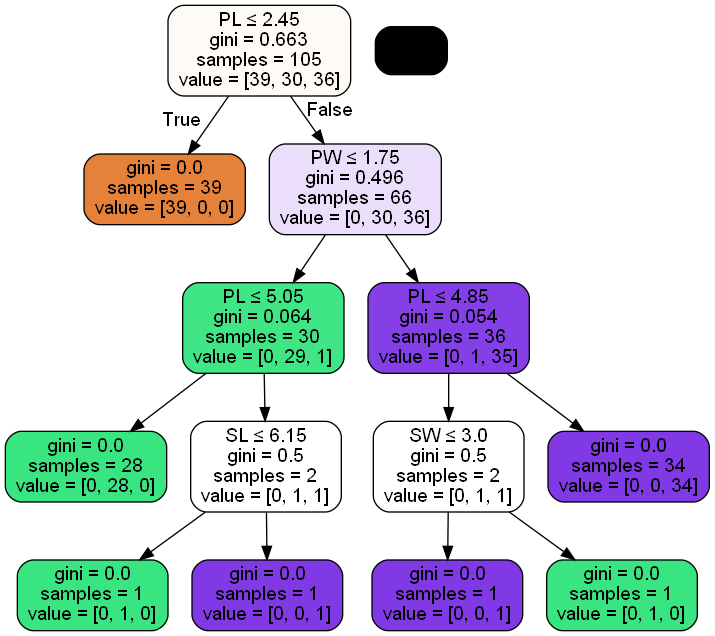 PL ≤ 2.45
gini = 0.663
samples = 105
value = [39, 30, 36]
True
False
gini = 0.0
samples = 39
value = [39, 0, 0]
PW ≤ 1.75
gini = 0.496
samples = 66
value = [0, 30, 36]
PL ≤ 5.05
gini = 0.064
samples = 30
value = [0, 29, 1]
PL ≤ 4.85
gini = 0.054
samples = 36
value = [0, 1, 35]
gini = 0.0
samples = 28
value = [0, 28, 0]
SL ≤ 6.15
gini = 0.5
samples = 2
value = [0, 1, 1]
SW ≤ 3.0
gini = 0.5
samples = 2
value = [0, 1, 1]
gini = 0.0
samples = 34
value = [0, 0, 34]
gini = 0.0
samples = 1
value = [0, 1, 0]
gini = 0.0
samples = 1
value = [0, 0, 1]
gini = 0.0
samples = 1
value = [0, 0, 1]
gini = 0.0
samples = 1
value = [0, 1, 0]